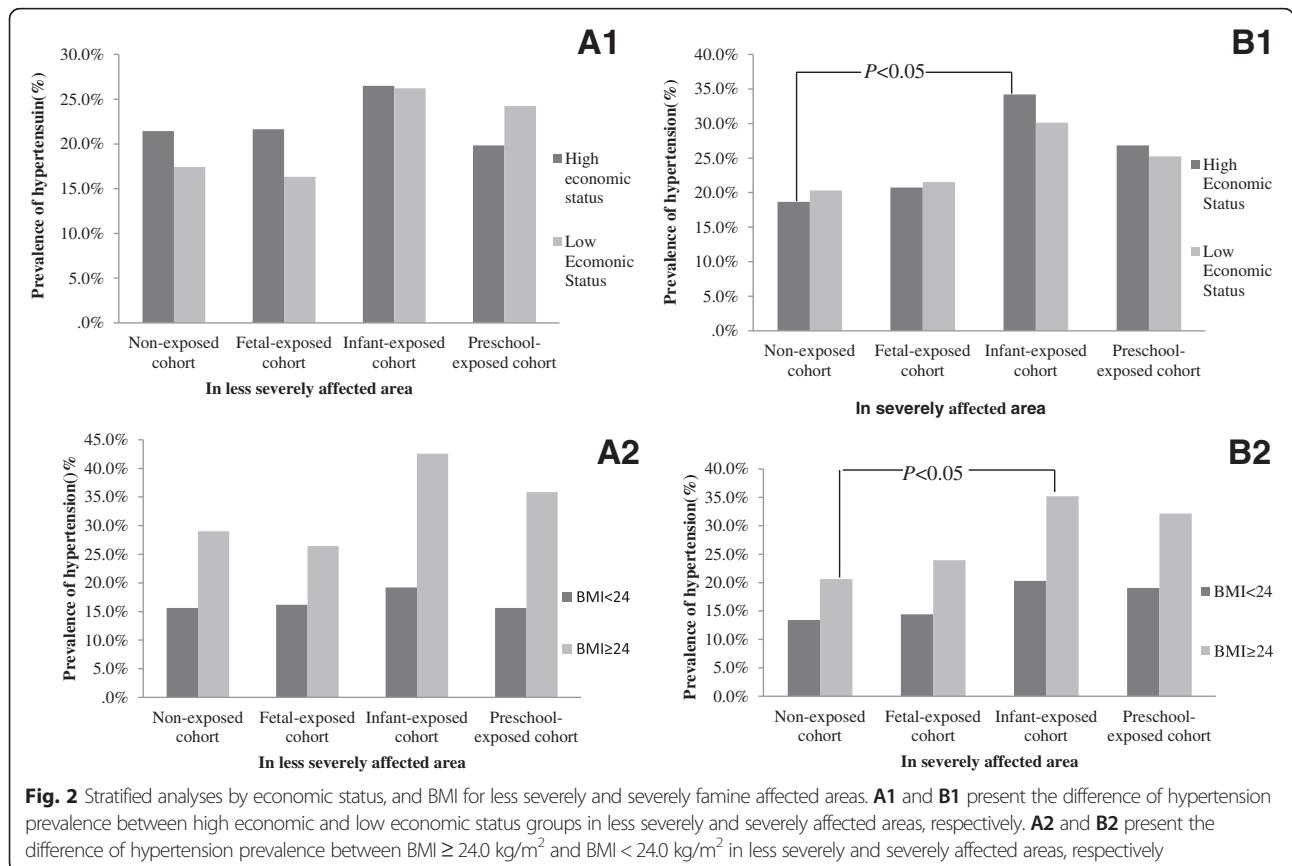 A1
30.0%
25.0%
20.0%
15.0%
10.0%
5.0%
.0%
Prevalence of hypertensuin(%)
High
economic
status
Low
Ecomonic
Status
Non-exposed
cohort
Fetal-exposed
cohort
Infant-exposed
cohort
Preschool-
exposed cohort
In less severely affected area
B1
40.0%
35.0%
30.0%
25.0%
20.0%
15.0%
10.0%
5.0%
.0%
Prevalence of hypertension(%)
P<0.05
High
Economic
Status
Low
Economic
Status
Non-exposed
cohort
Fetal-exposed
cohort
Infant-exposed
cohort
Preschool-
exposed cohort
In severely affected area
A2
45.0%
40.0%
35.0%
30.0%
25.0%
20.0%
15.0%
10.0%
5.0%
.0%
Prevalence of hypertension()%
BMI<24
BMI≥24
Non-exposed
cohort
Fetal-exposed
cohort
Infant-exposed
cohort
Preschool-
exposed cohort
In less severely affected area
B2
40.0%
35.0%
30.0%
25.0%
20.0%
15.0%
10.0%
5.0%
0.0%
Prevalence of hypertension(%)
P<0.05
BMI<24
BMI≥24
Non-exposed
cohort
Fetal-exposed
cohort
Infant-exposed
cohort
Preschool-
exposed cohort
In severely affected area
Fig. 2 Stratified analyses by economic status, and BMI for less severely and severely famine affected areas. A1 and B1 present the difference of hypertension
prevalence between high economic and low economic status groups in less severely and severely affected areas, respectively. A2 and B2 present the
difference of hypertension prevalence between BMI ≥ 24.0 kg/m² and BMI < 24.0 kg/m² in less severely and severely affected areas, respectively